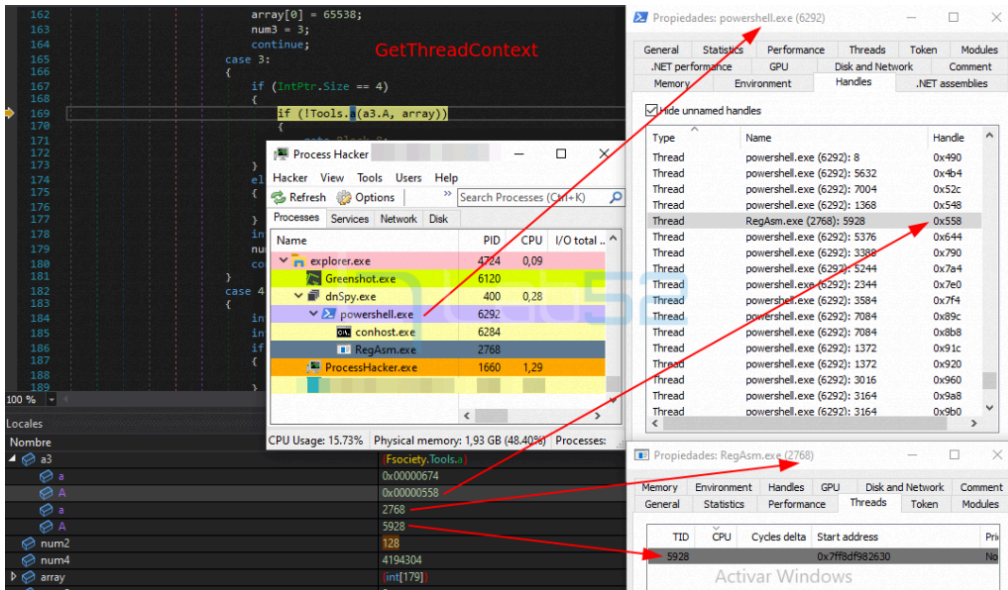 162 array[0] = 65538;
163 num3 = 3;
164 continue;
165 case 3:
166 {
167 if (IntPtr.Size == 4)
168 {
169 if (!Tools.a(a3.A, array))
170 {
171
172
173 }
174 el
175 {
176
177 }
178 in
179 nu
180 co
181 }
182 case 4
183 {
184 in
185 in
186 if
187 {
188
189 }
GetThreadContext
100 %
Process Hacker
Hacker View Tools Users Help
Refresh Options » Search Processes (Ctrl+K)
Processes Services Network Disk
Name PID CPU I/O total ...
explorer.exe 4724 0,09
Greenshot.exe 6120
dnSpy.exe 400 0,28
powershell.exe 6292
conhost.exe 6284
RegAsm.exe 2768
ProcessHacker.exe 1660 1,29
CPU Usage: 15.73% Physical memory: 1,93 GB (48.40%) Processes:
lab52
Locales
Nombre
a3 {Fsociety.Tools.a}
a 0x00000674
A 0x00000558
a 2768
A 5928
num2 128
num4 4194304
array {int[179]}
Propiedades: powershell.exe (6292)
General Statistics Performance Threads Token Modules
.NET performance GPU Disk and Network Comment
Memory Environment Handles .NET assemblies
Hide unnamed handles
Type Name Handle
Thread powershell.exe (6292): 8 0x490
Thread powershell.exe (6292): 5632 0x4b4
Thread powershell.exe (6292): 7004 0x52c
Thread powershell.exe (6292): 1368 0x548
Thread RegAsm.exe (2768): 5928 0x558
Thread powershell.exe (6292): 5376 0x644
Thread powershell.exe (6292): 3388 0x790
Thread powershell.exe (6292): 5244 0x7a4
Thread powershell.exe (6292): 2344 0x7e0
Thread powershell.exe (6292): 3584 0x7f4
Thread powershell.exe (6292): 7084 0x89c
Thread powershell.exe (6292): 7084 0x8b8
Thread powershell.exe (6292): 1372 0x91c
Thread powershell.exe (6292): 1372 0x920
Thread powershell.exe (6292): 3016 0x960
Thread powershell.exe (6292): 3164 0x9a8
Thread powershell.exe (6292): 3164 0x9b0
Propiedades: RegAsm.exe (2768)
Memory Environment Handles GPU Disk and Network Comment
General Statistics Performance Threads Token Modules
TID CPU Cycles delta Start address Pri
5928 0x7ff8df982630 No
Activar Windows